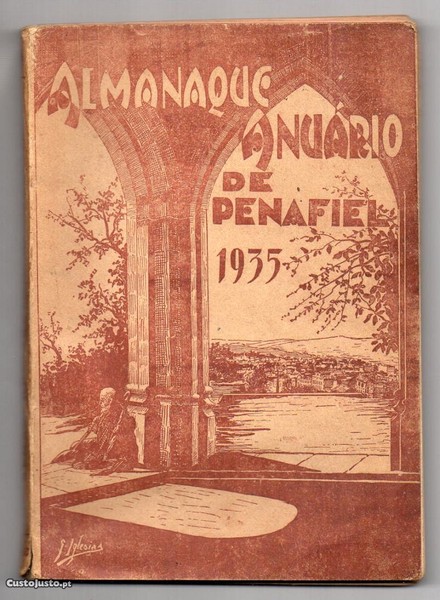 ALMANAQUE
ANUÁRIO
DE
PENAFIEL
1935
J. Iglesias
CustoJusto.pt